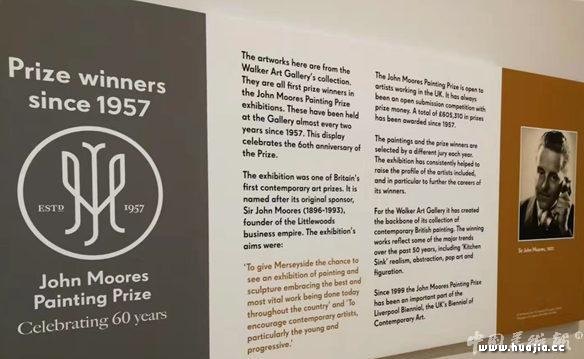 Prize winners
since 1957
ESTD
1957
John Moores
Painting Prize
Celebrating 60 years
The artworks here are from the
Walker Art Gallery's collection.
They are all first prize winners in
the John Moores Painting Prize
exhibitions. These have been held
at the Gallery almost every two
years since 1957. This display
celebrates the 60th anniversary of
the Prize.
The exhibition was one of Britain's
first contemporary art prizes. It is
named after its original sponsor,
Sir John Moores (1896-1993),
founder of the Littlewoods
business empire. The exhibition's
aims were:
'To give Merseyside the chance to
see an exhibition of painting and
sculpture embracing the best and
most vital work being done today
throughout the country' and 'To
encourage contemporary artists,
particularly the young and
progressive.'
The John Moores Painting Prize is open to
artists working in the UK. It has always
been an open submission competition with
prize money. A total of £605,310 in prizes
has been awarded since 1957.
The paintings and the prize winners are
selected by a different jury each year.
The exhibition has consistently helped to
raise the profile of the artists included,
and in particular to further the careers of
its winners.
For the Walker Art Gallery it has created
the backbone of its collection of
contemporary British painting. The winning
works reflect some of the major trends
over the past 50 years, including 'Kitchen
Sink' realism, abstraction, pop art and
figuration.
Since 1999 the John Moores Painting Prize
has been an important part of the
Liverpool Biennial, the UK's Biennial of
Contemporary Art.
Sir John Moores,
中国美术报
www.huajia.cc